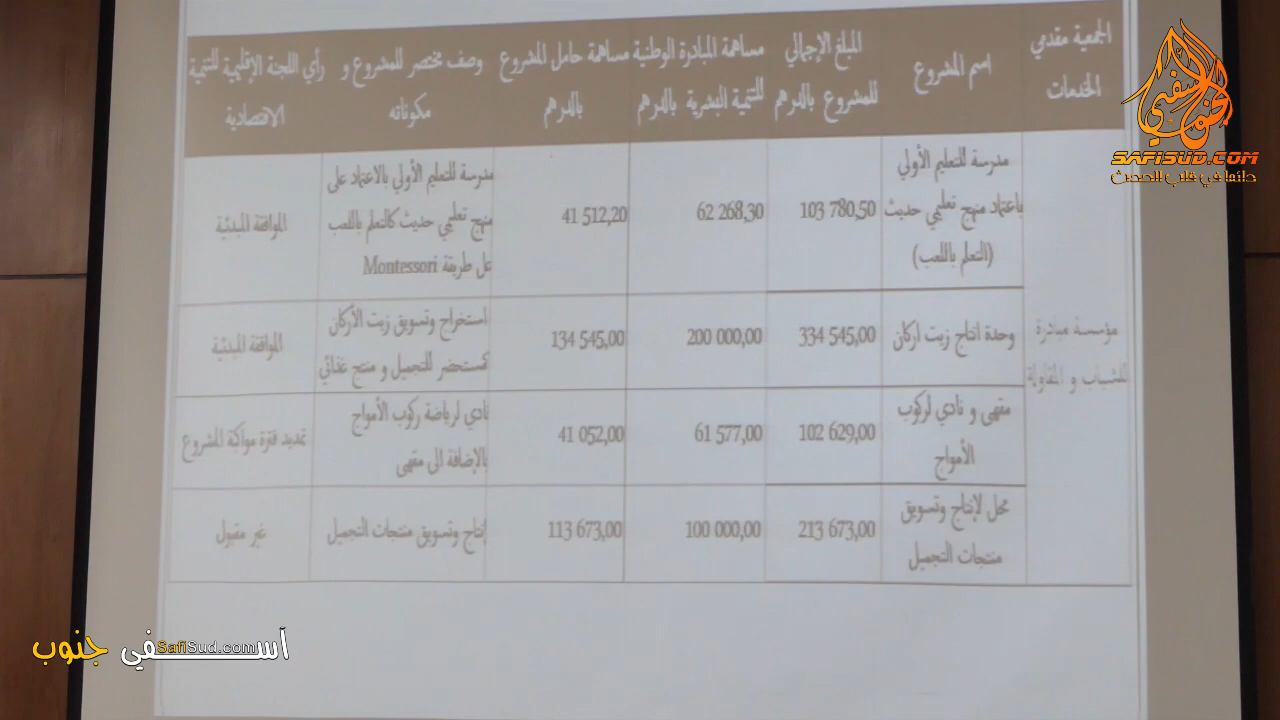 الجمعية مقدمي
الخدمات
اسم المشروع
المبلغ الإجمالي
للمشروع بالدرهم
مساهمة المبادرة الوطنية
للتنمية البشرية بالدرهم
مساهمة حامل المشروع
بالدرهم
وصف مختصر للمشروع و
مكوناته
رأي اللجنة الإقليمية للتنمية
الاقتصادية
مؤسسة مبادرة
للشباب و المقاولة
مدرسة للتعليم الأولي
باعتماد منهج تعليمي حديث
(التعلم باللعب)
103 780,50
62 268,30
41 512,20
مدرسة للتعليم الأولي بالاعتماد على
منهج تعليمي حديث كالتعلم باللعب
عل طريقة Montessori
الموافقة المبدئية
وحدة انتاج زيت اركان
334 545,00
200 000,00
134 545,00
استخراج وتسويق زيت الأركان
كمستحضر للتجميل و منتج غذائي
الموافقة المبدئية
مقهى و نادي لركوب
الأمواج
102 629,00
61 577,00
41 052,00
نادي لرياضة ركوب الأمواج
بالإضافة الى مقهى
تمديد فترة مواكبة المشروع
محل لإنتاج وتسويق
منتجات التجميل
213 673,00
100 000,00
113 673,00
إنتاج وتسويق منتجات التجميل
غير مقبول
SAFISUD.COM
دائما في قلب الحدث
آسفي جنوب
SafiSud.com